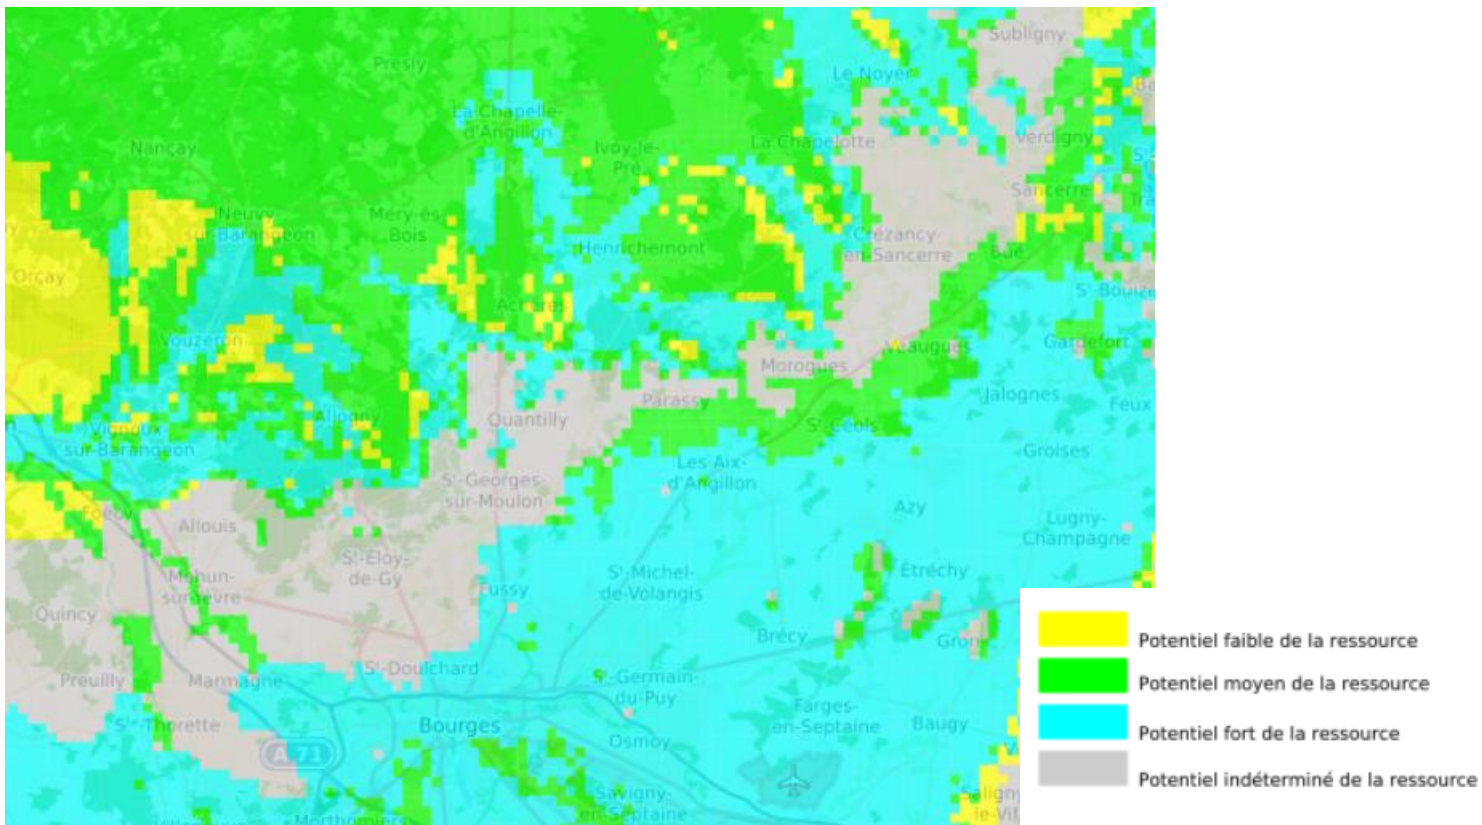 Subligny
Presly
Le Noyer
La Chapelle-
d'Angillon
Ivoy-le-
Pré
La Chapelotte
Verdigny
Nançay
Sancerre
Neuvy-
sur-Barangeon
Méry-ès-
Bois
Henrichemont
Crézancy-
en-Sancerre
Bué
Orçay
Achères
Vouzeron
Veaugues
Gardefort
Morogues
Jalognes
Feux
Parassy
Allogny
Quantilly
St-Céols
Vignoux-
sur-Barangeon
Groises
Les Aix-
d'Angillon
St-Georges-
sur-Moulon
Azy
Foëcy
Allouis
Lugny-
Champagne
St-Éloy-
de-Gy
Étréchy
Mehun-
sur-Yèvre
St-Michel-
de-Volangis
Fussy
Quincy
Brécy
Gron
St-Doulchard
Preuilly
Marmagne
St-Germain-
du-Puy
Ste-Thorette
Bourges
Farges-
en-Septaine
Baugy
Osmoy
A 71
Savigny-
en-Septaine
Morthomiers
Potentiel faible de la ressource
Potentiel moyen de la ressource
Potentiel fort de la ressource
Potentiel indéterminé de la ressource